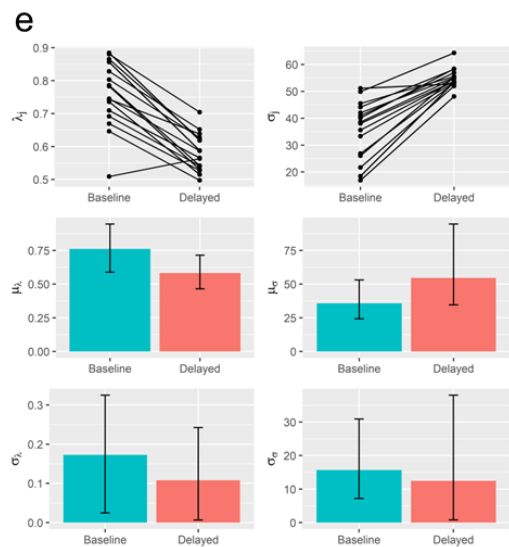 e
λj
0.9
0.8
0.7
0.6
0.5
Baseline Delayed
σj
60
50
40
30
20
Baseline Delayed
μλ
0.75
0.50
0.25
0.00
Baseline Delayed
μσ
75
50
25
0
Baseline Delayed
σλ
0.3
0.2
0.1
0.0
Baseline Delayed
σσ
30
20
10
0
Baseline Delayed